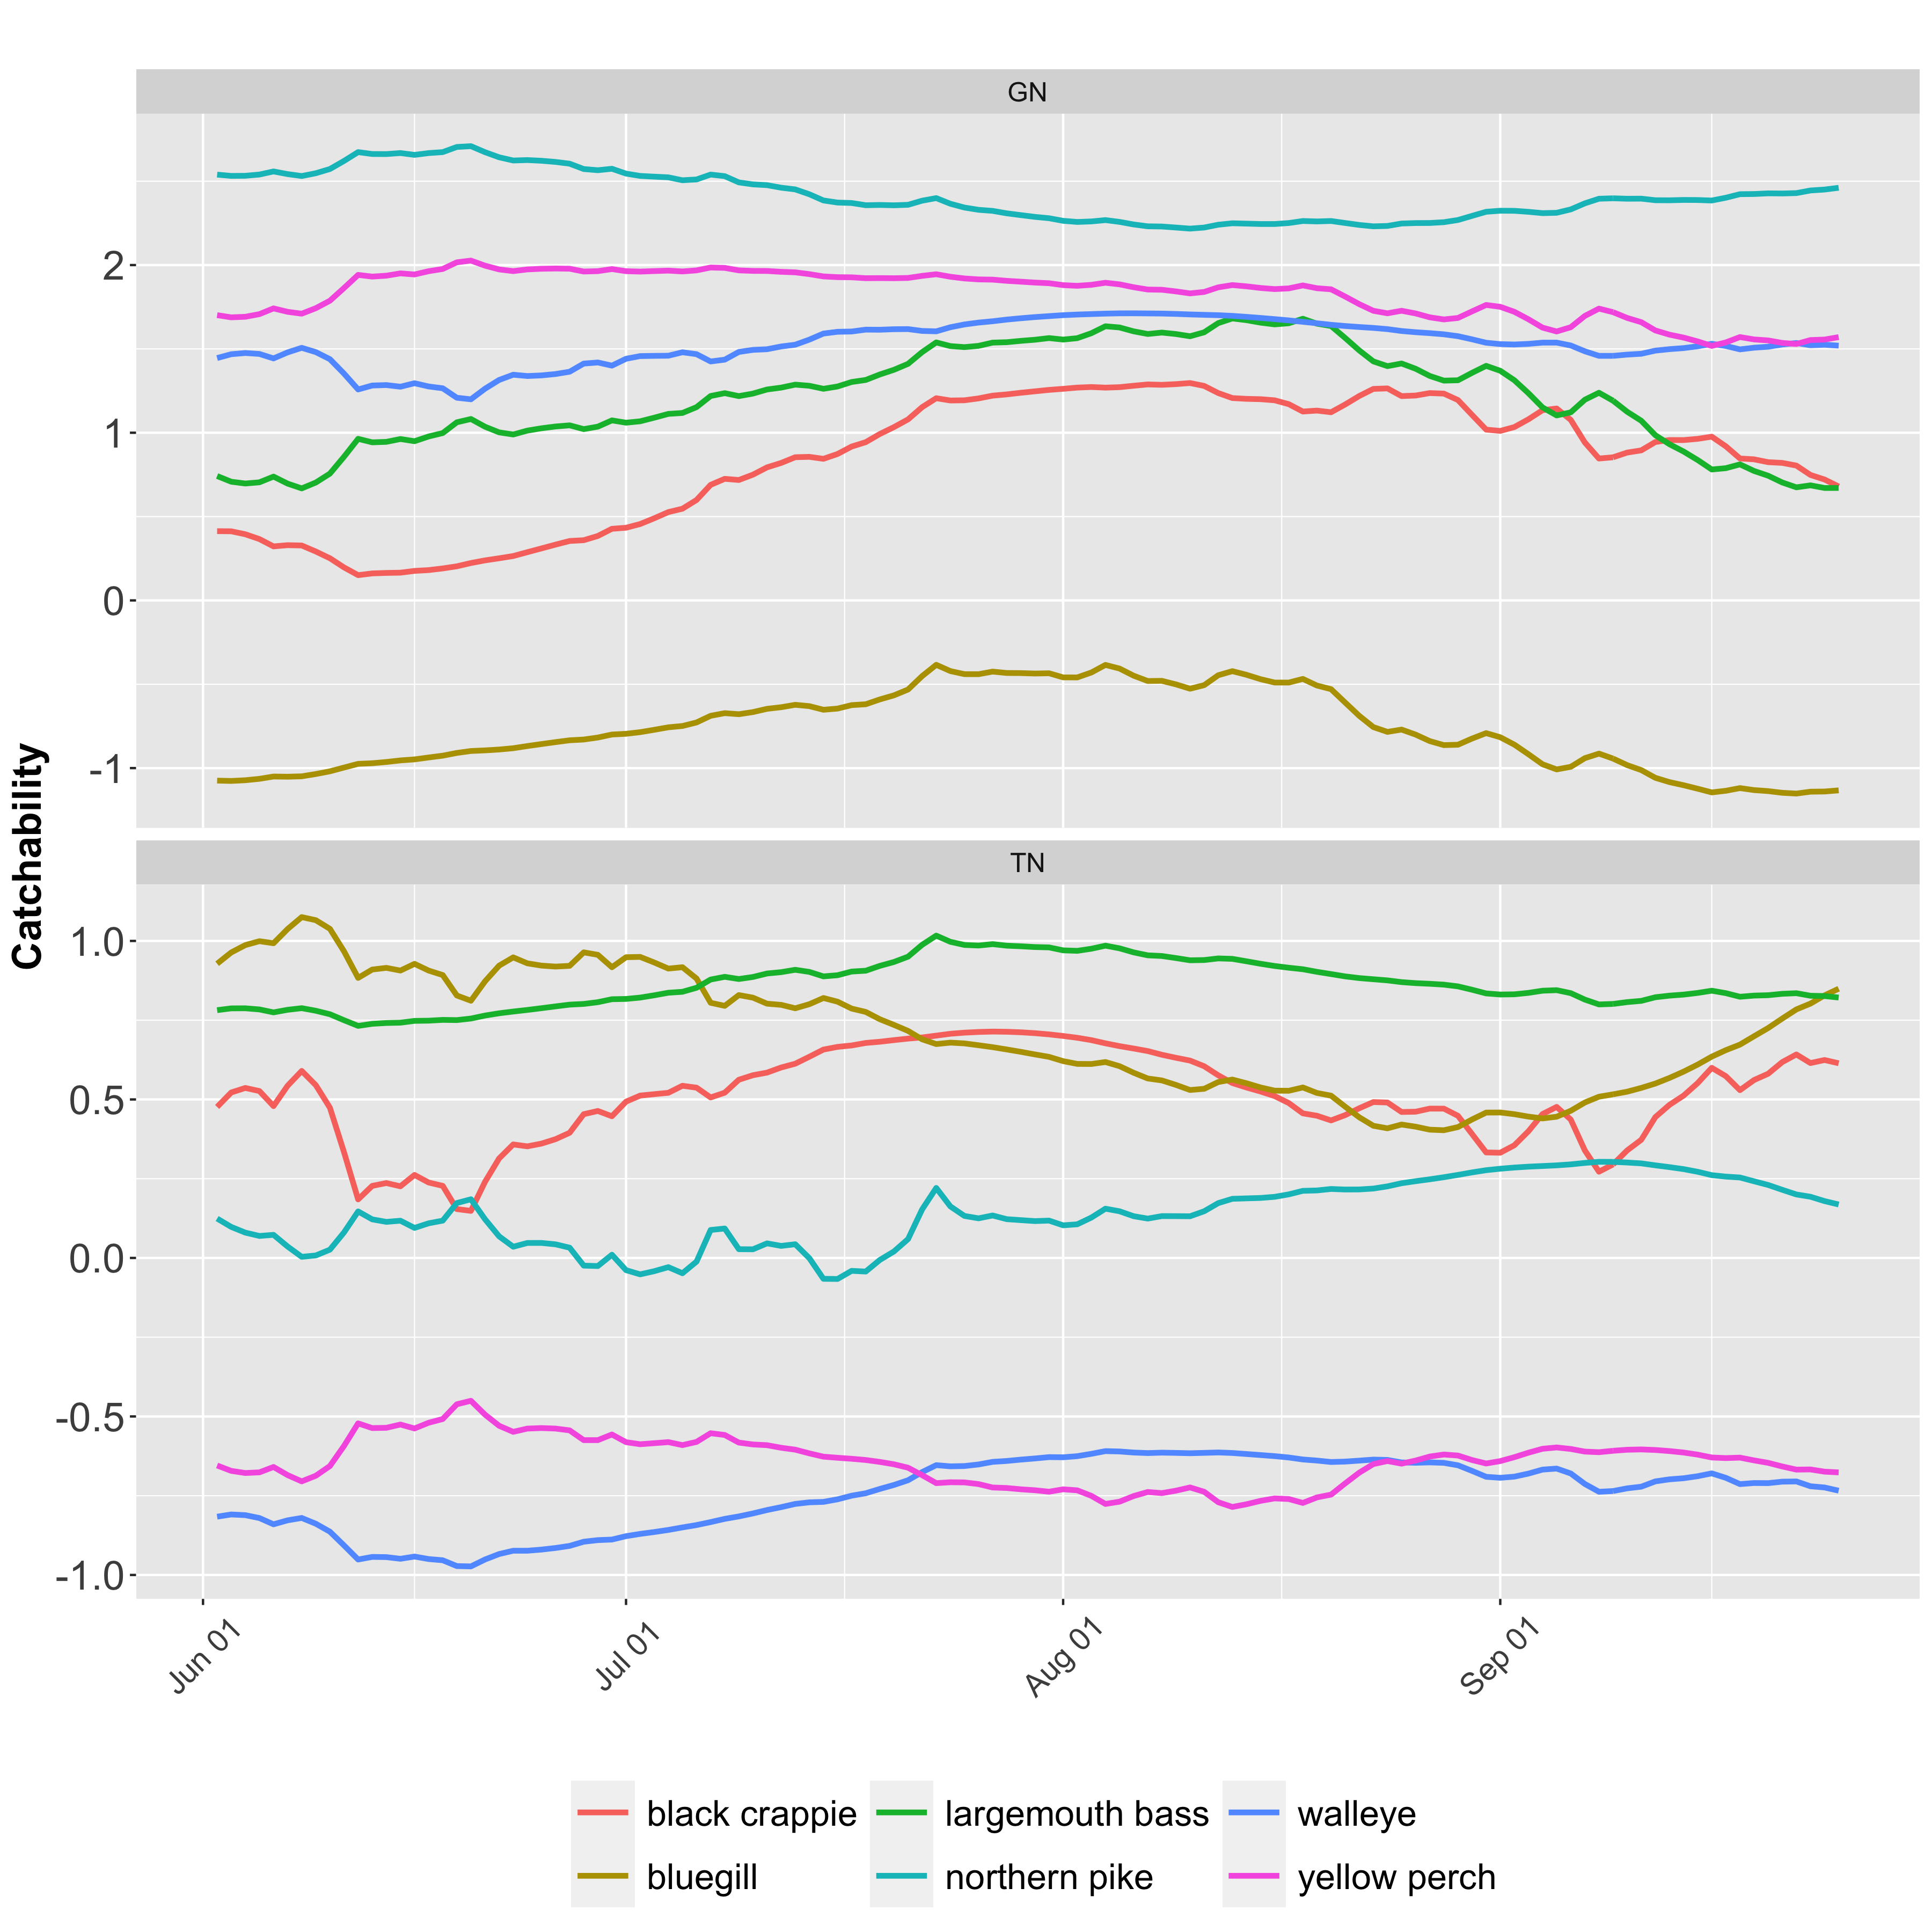 GN
2
1
0
-1
Catchability
TN
1.0
0.5
0.0
-0.5
-1.0
Jun 01
Jul 01
Aug 01
Sep 01
black crappie largemouth bass walleye
bluegill northern pike yellow perch